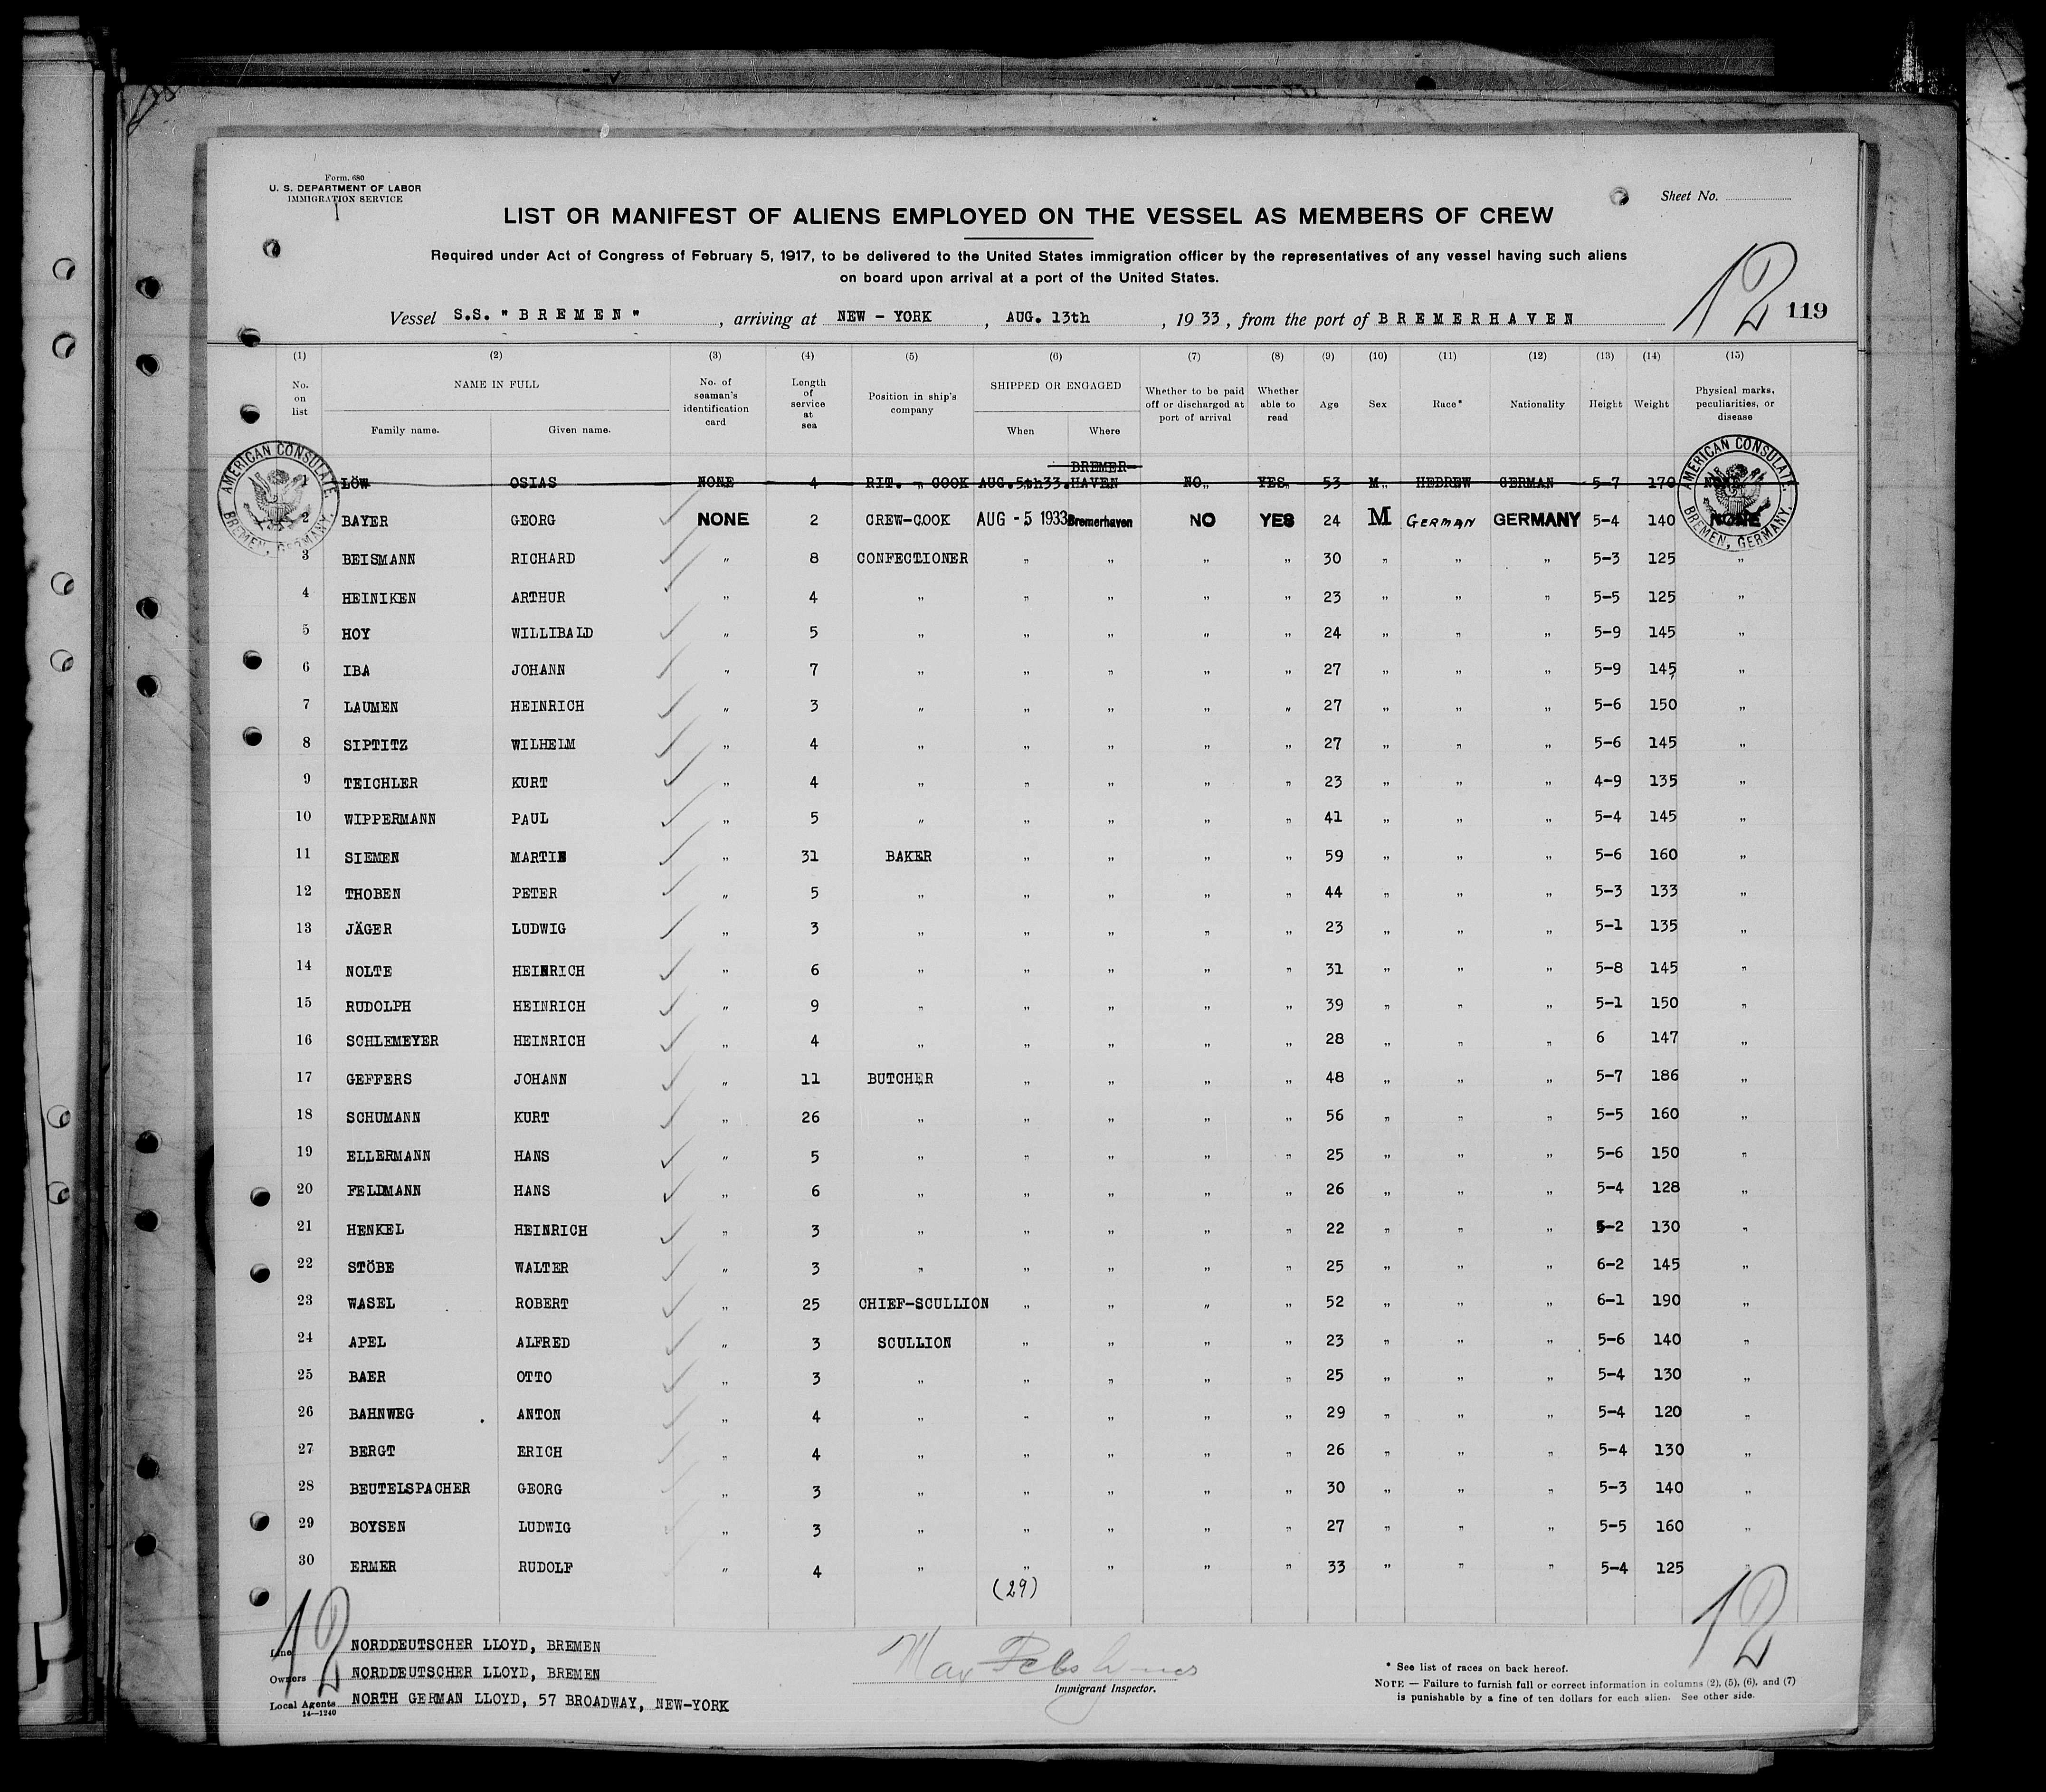 Form. 680
U. S. DEPARTMENT OF LABOR
IMMIGRATION SERVICE
Sheet No.
LIST OR MANIFEST OF ALIENS EMPLOYED ON THE VESSEL AS MEMBERS OF CREW
Required under Act of Congress of February 5, 1917, to be delivered to the United States immigration officer by the representatives of any vessel having such aliens
on board upon arrival at a port of the United States.
12 119
Vessel S.S. " BREMEN ", arriving at NEW - YORK, AUG. 13th, 1933, from the port of BREMERHAVEN
(1) (2) (3) (4) (5) (6) (7) (8) (9) (10) (11) (12) (13) (14) (15)
No. on list NAME IN FULL Family name. Given name. No. of seaman's identification card Length of service at sea Position in ship's company SHIPPED OR ENGAGED When Where Whether to be paid off or discharged at port of arrival Whether able to read Age Sex Race* Nationality Height Weight Physical marks, peculiarities, or disease
AMERICAN CONSULATE. BREMEN, GERMANY.
AMERICAN CONSULATE. BREMEN, GERMANY.
1 LÖW OSIAS NONE 4 RIT. - COOK AUG.5th33. BREMER-HAVEN NO YES 53 M HEBREW GERMAN 5-7 170 NONE
2 BAYER GEORG NONE 2 CREW-COOK AUG - 5 1933 Bremerhaven NO YES 24 M GERMAN GERMANY 5-4 140 NONE
3 BEISMANN RICHARD " 8 CONFECTIONER " " " " 30 " " " 5-3 125 "
4 HEINIKEN ARTHUR " 4 " " " " " 23 " " " 5-5 125 "
5 HOY WILLIBALD " 5 " " " " " 24 " " " 5-9 145 "
6 IBA JOHANN " 7 " " " " " 27 " " " 5-9 145 "
7 LAUMEN HEINRICH " 3 " " " " " 27 " " " 5-6 150 "
8 SIPTITZ WILHELM " 4 " " " " " 27 " " " 5-6 145 "
9 TEICHLER KURT " 4 " " " " " 23 " " " 4-9 135 "
10 WIPPERMANN PAUL " 5 " " " " " 41 " " " 5-4 145 "
11 SIEMEN MARTIN " 31 BAKER " " " " 59 " " " 5-6 160 "
12 THOBEN PETER " 5 " " " " " 44 " " " 5-3 133 "
13 JÄGER LUDWIG " 3 " " " " " 23 " " " 5-1 135 "
14 NOLTE HEINRICH " 6 " " " " " 31 " " " 5-8 145 "
15 RUDOLPH HEINRICH " 9 " " " " " 39 " " " 5-1 150 "
16 SCHLEMEYER HEINRICH " 4 " " " " " 28 " " " 6 147 "
17 GEFFERS JOHANN " 11 BUTCHER " " " " 48 " " " 5-7 186 "
18 SCHUMANN KURT " 26 " " " " " 56 " " " 5-5 160 "
19 ELLERMANN HANS " 5 " " " " " 25 " " " 5-6 150 "
20 FELDMANN HANS " 6 " " " " " 26 " " " 5-4 128 "
21 HENKEL HEINRICH " 3 " " " " " 22 " " " 5-2 130 "
22 STÖBE WALTER " 3 " " " " " 25 " " " 6-2 145 "
23 WASEL ROBERT " 25 CHIEF-SCULLION " " " " 52 " " " 6-1 190 "
24 APEL ALFRED " 3 SCULLION " " " " 23 " " " 5-6 140 "
25 BAER OTTO " 3 " " " " " 25 " " " 5-4 130 "
26 BAHNWEG ANTON " 4 " " " " " 29 " " " 5-4 120 "
27 BERGT ERICH " 4 " " " " " 26 " " " 5-4 130 "
28 BEUTELSPACHER GEORG " 3 " " " " " 30 " " " 5-3 140 "
29 BOYSEN LUDWIG " 3 " " " " " 27 " " " 5-5 160 "
30 ERMER RUDOLF " 4 " " " " " 33 " " " 5-4 125 "
(29)
12 12
Line NORDDEUTSCHER LLOYD, BREMEN
Owners NORDDEUTSCHER LLOYD, BREMEN
Local Agents NORTH GERMAN LLOYD, 57 BROADWAY, NEW-YORK
14—1240
Max
Immigrant Inspector.
* See list of races on back hereof.
NOTE — Failure to furnish full or correct information in columns (2), (5), (6), and (7)
is punishable by a fine of ten dollars for each alien. See other side.